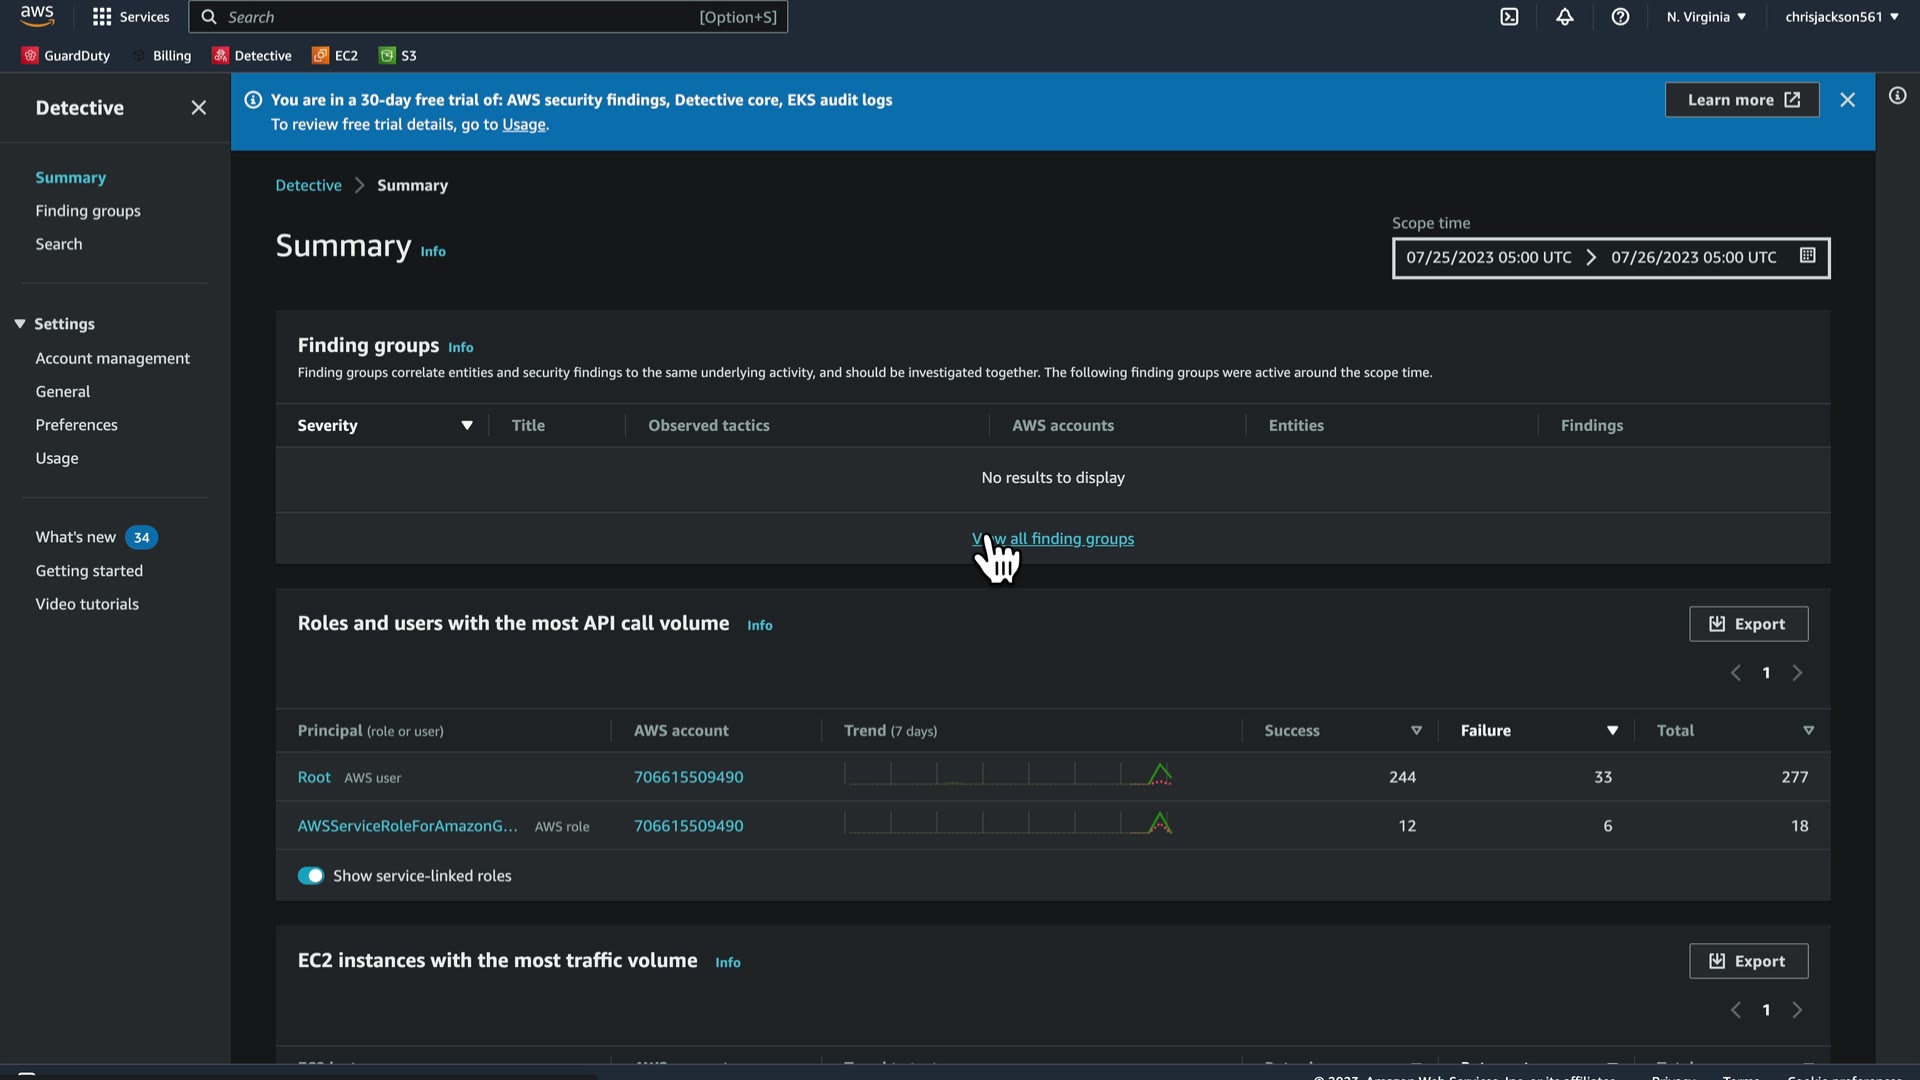 aws
Services
Search
[Option+S]
N. Virginia
chrisjackson561
GuardDuty
Billing
Detective
EC2
S3
Detective
Summary
Finding groups
Search
Settings
Account management
General
Preferences
Usage
What's new 34
Getting started
Video tutorials
You are in a 30-day free trial of: AWS security findings, Detective core, EKS audit logs
To review free trial details, go to Usage.
Learn more
Detective > Summary
Summary Info
Scope time
07/25/2023 05:00 UTC > 07/26/2023 05:00 UTC
Finding groups Info
Finding groups correlate entities and security findings to the same underlying activity, and should be investigated together. The following finding groups were active around the scope time.
Severity Title Observed tactics AWS accounts Entities Findings
No results to display
View all finding groups
Roles and users with the most API call volume Info
Export
1
Principal (role or user) AWS account Trend (7 days) Success Failure Total
Root AWS user 706615509490 244 33 277
AWSServiceRoleForAmazonG... AWS role 706615509490 12 6 18
Show service-linked roles
EC2 instances with the most traffic volume Info
Export
1